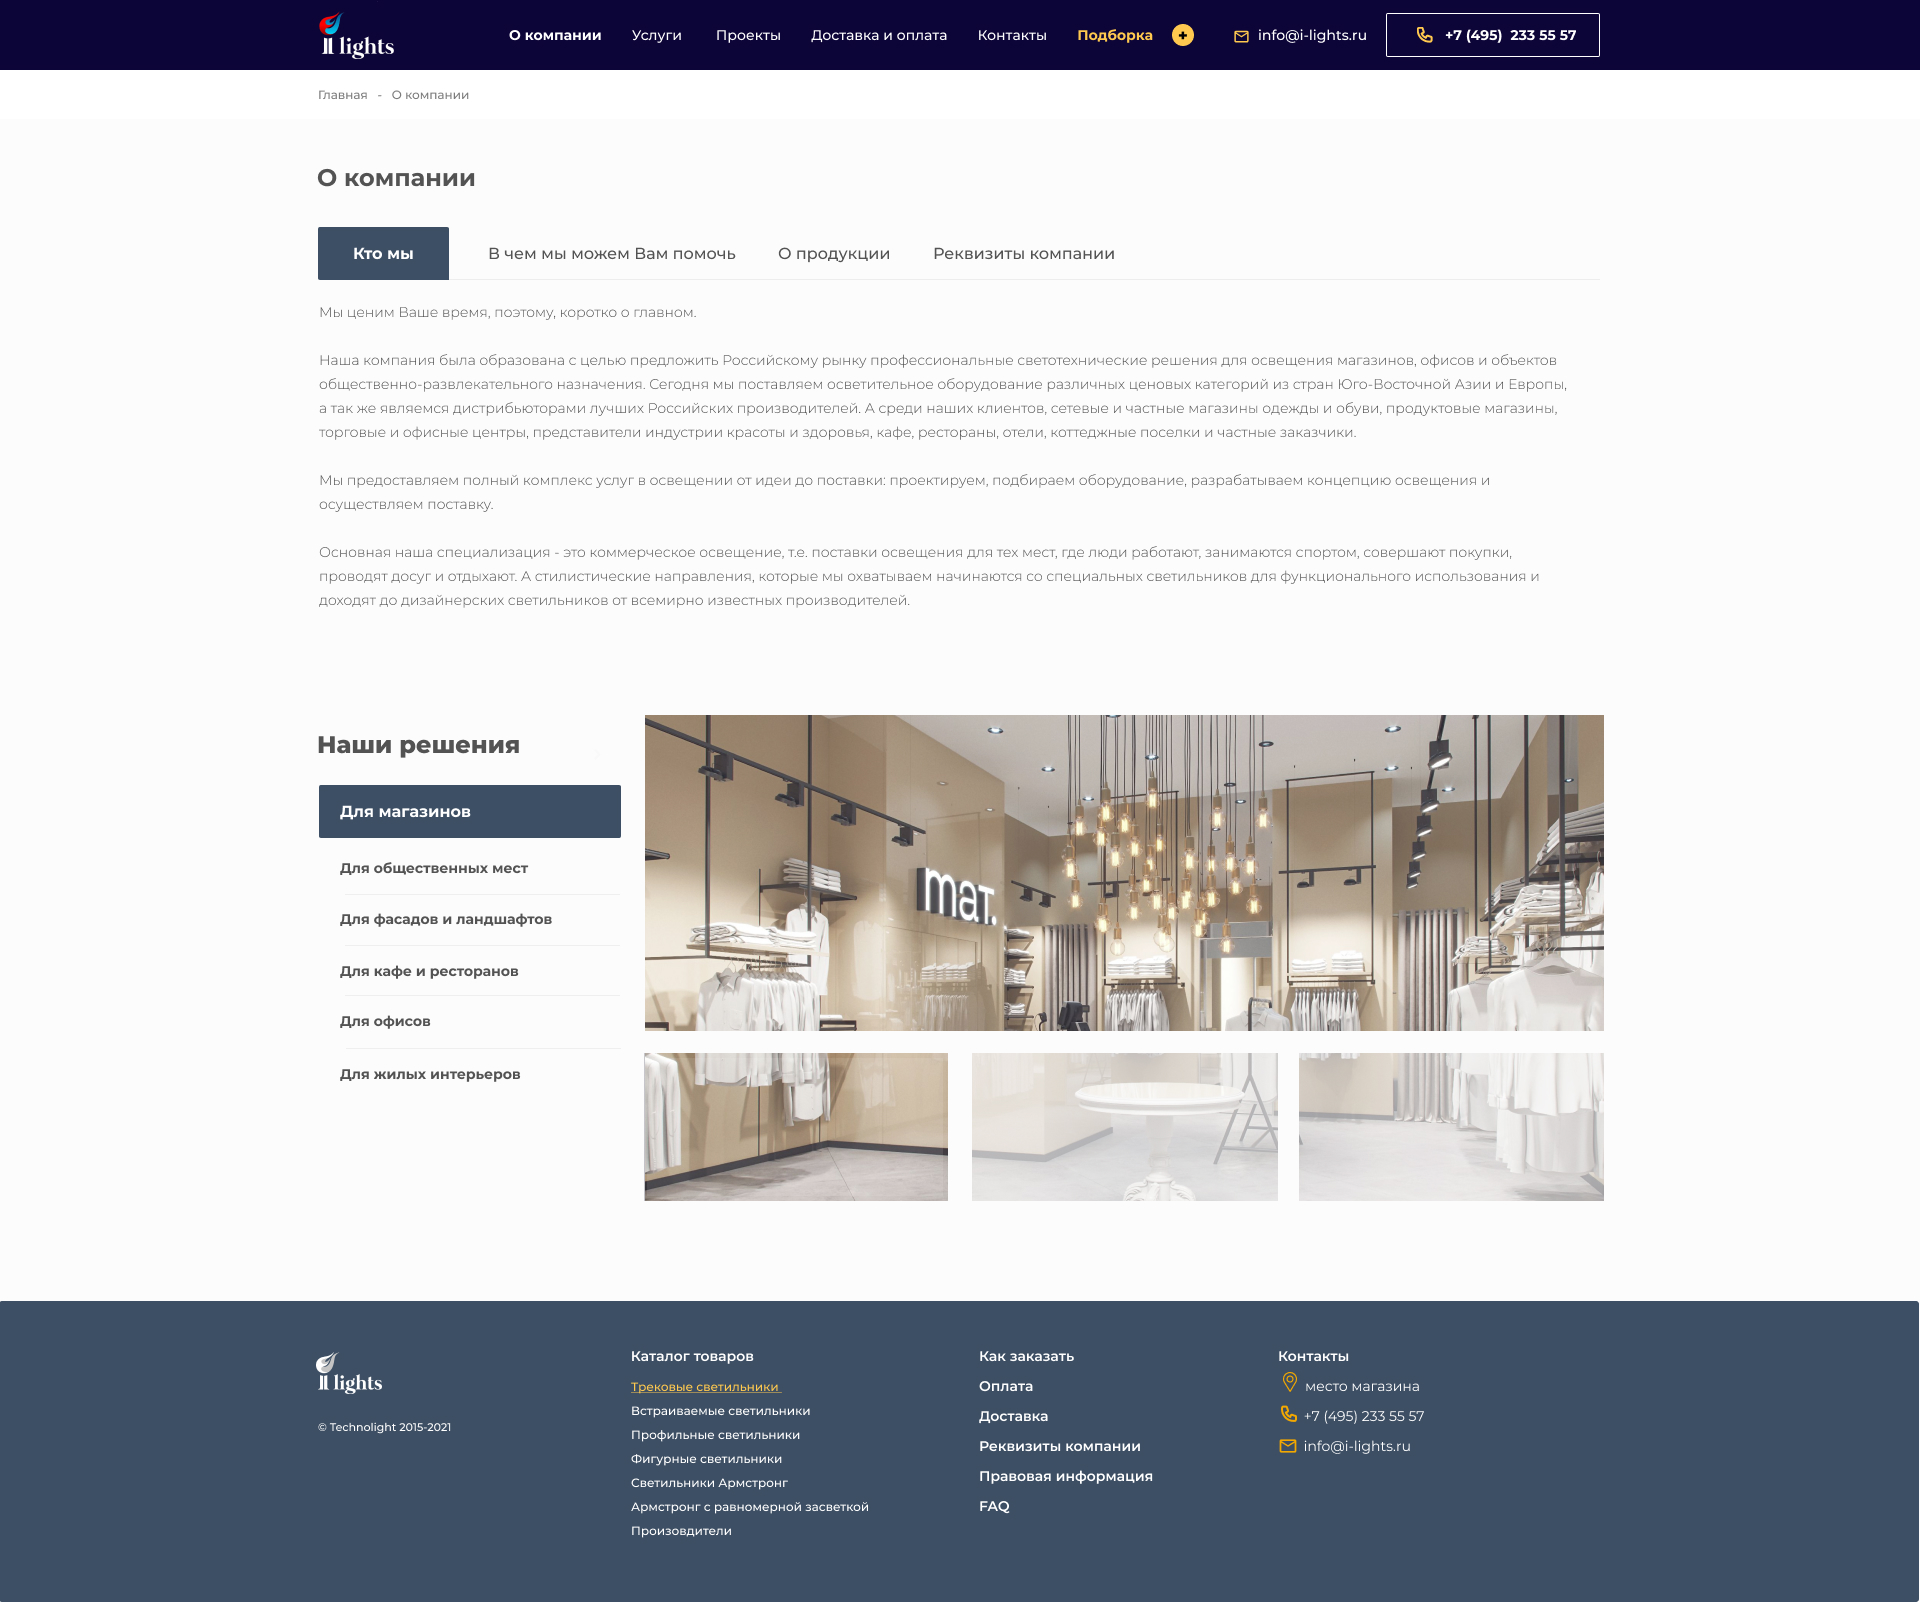 lights
О компании
Услуги
Проекты
Доставка и оплата
Контакты
Подборка
info@i-lights.ru
+7 (495) 233 55 57
Главная - О компании
О компании
Кто мы
В чем мы можем Вам помочь
О продукции
Реквизиты компании
Мы ценим Ваше время, поэтому, коротко о главном.
Наша компания была образована с целью предложить Российскому рынку профессиональные светотехнические решения для освещения магазинов, офисов и объектов
общественно-развлекательного назначения. Сегодня мы поставляем осветительное оборудование различных ценовых категорий из стран Юго-Восточной Азии и Европы,
а так же являемся дистрибьюторами лучших Российских производителей. А среди наших клиентов, сетевые и частные магазины одежды и обуви, продуктовые магазины,
торговые и офисные центры, представители индустрии красоты и здоровья, кафе, рестораны, отели, коттеджные поселки и частные заказчики.
Мы предоставляем полный комплекс услуг в освещении от идеи до поставки: проектируем, подбираем оборудование, разрабатываем концепцию освещения и
осуществляем поставку.
Основная наша специализация - это коммерческое освещение, т.е. поставки освещения для тех мест, где люди работают, занимаются спортом, совершают покупки,
проводят досуг и отдыхают. А стилистические направления, которые мы охватываем начинаются со специальных светильников для функционального использования и
доходят до дизайнерских светильников от всемирно известных производителей.
Наши решения
Для магазинов
Для общественных мест
Для фасадов и ландшафтов
Для кафе и ресторанов
Для офисов
Для жилых интерьеров
mat.
lights
© Technolight 2015-2021
Каталог товаров
Трековые светильники
Встраиваемые светильники
Профильные светильники
Фигурные светильники
Светильники Армстронг
Армстронг с равномерной засветкой
Произовдители
Как заказать
Оплата
Доставка
Реквизиты компании
Правовая информация
FAQ
Контакты
место магазина
+7 (495) 233 55 57
info@i-lights.ru